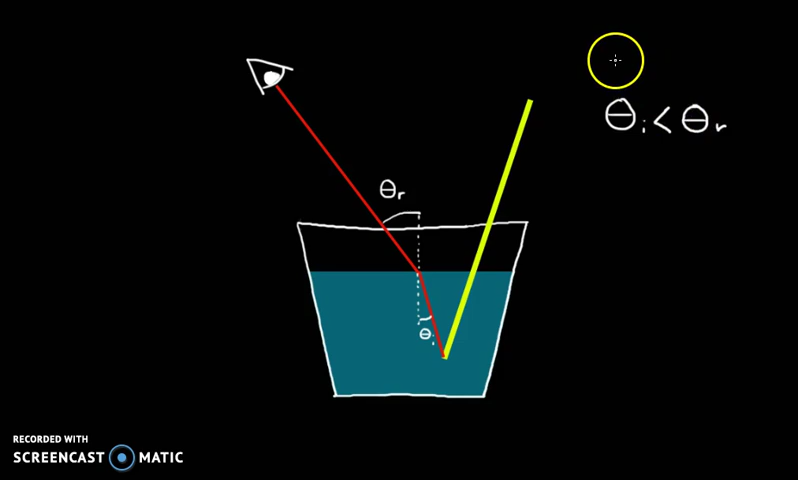 θᵢ < θᵣ
θᵣ
θᵢ
RECORDED WITH
SCREENCAST MATIC